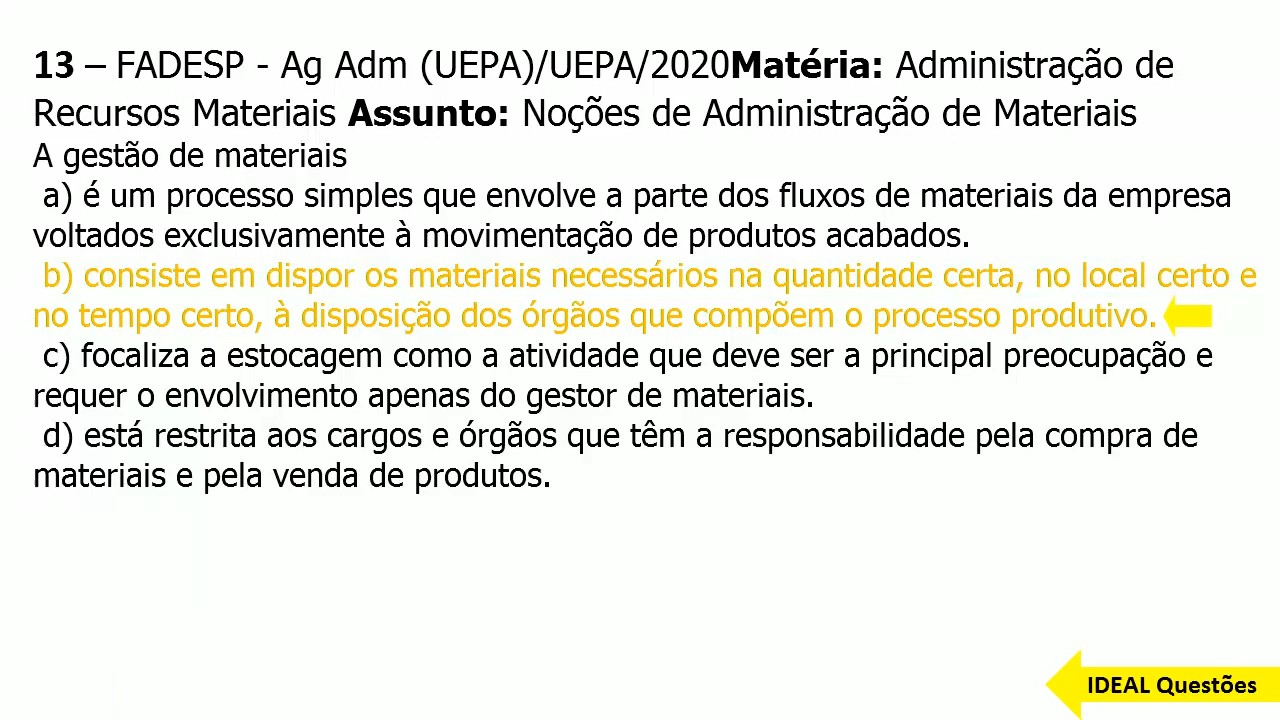 13 – FADESP - Ag Adm (UEPA)/UEPA/2020Matéria: Administração de
Recursos Materiais Assunto: Noções de Administração de Materiais
A gestão de materiais
a) é um processo simples que envolve a parte dos fluxos de materiais da empresa
voltados exclusivamente à movimentação de produtos acabados.
b) consiste em dispor os materiais necessários na quantidade certa, no local certo e
no tempo certo, à disposição dos órgãos que compõem o processo produtivo.
c) focaliza a estocagem como a atividade que deve ser a principal preocupação e
requer o envolvimento apenas do gestor de materiais.
d) está restrita aos cargos e órgãos que têm a responsabilidade pela compra de
materiais e pela venda de produtos.
IDEAL Questões